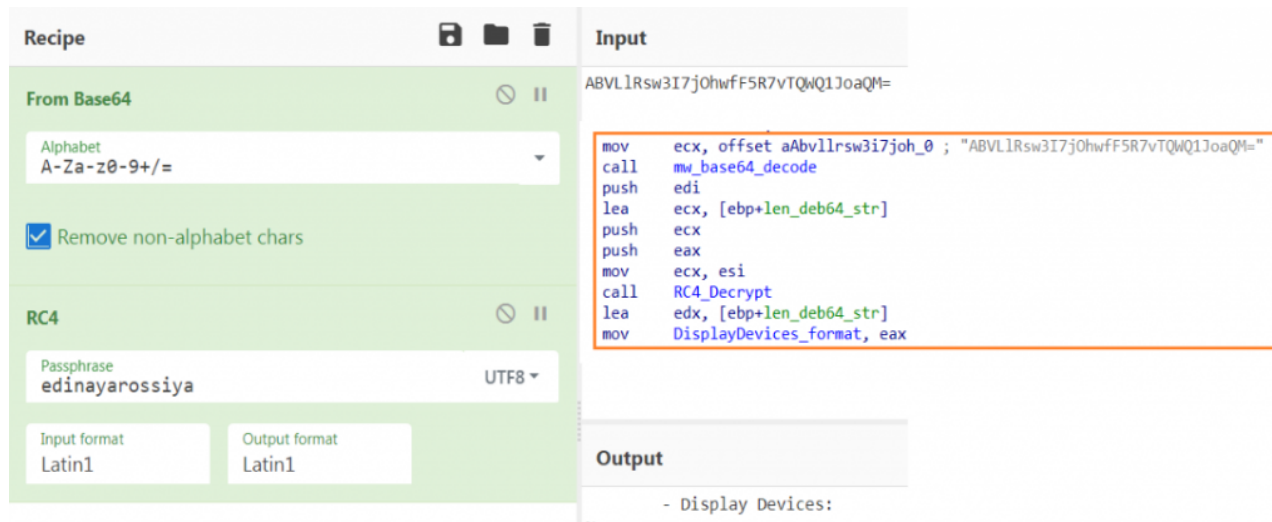 Recipe
From Base64
Alphabet
A-Za-z0-9+/=
Remove non-alphabet chars
RC4
Passphrase
edinayarossiya
UTF8
Input format
Latin1
Output format
Latin1
Input
ABVLlRsw3I7jOhwfF5R7vTQWQ1JoaQM=
mov ecx, offset aAbvllrsw3i7joh_0 ; "ABVLlRsw3I7jOhwfF5R7vTQWQ1JoaQM="
call mw_base64_decode
push edi
lea ecx, [ebp+len_deb64_str]
push ecx
push eax
mov ecx, esi
call RC4_Decrypt
lea edx, [ebp+len_deb64_str]
mov DisplayDevices_format, eax
Output
- Display Devices: